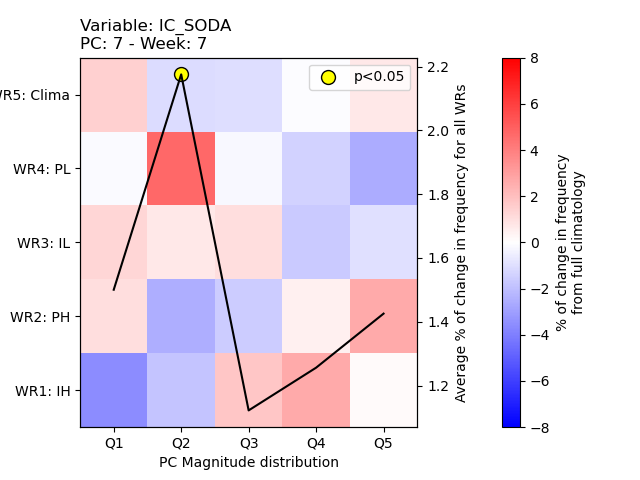 Variable: IC_SODA
PC: 7 - Week: 7
p<0.05
WR5: Clima
WR4: PL
WR3: IL
WR2: PH
WR1: IH
Q1 Q2 Q3 Q4 Q5
PC Magnitude distribution
2.2
2.0
1.8
1.6
1.4
1.2
Average % of change in frequency for all WRs
8
6
4
2
0
−2
−4
−6
−8
% of change in frequency
from full climatology